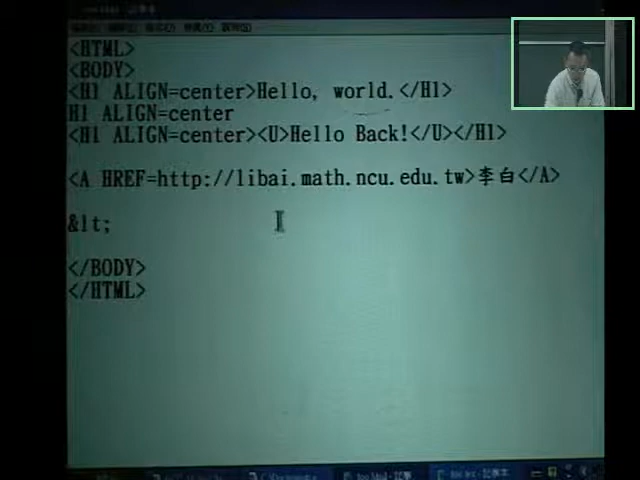 <HTML>
<BODY>
<H1 ALIGN=center>Hello, world.</H1>
H1 ALIGN=center
<H1 ALIGN=center><U>Hello Back!</U></H1>
<A HREF=http://libai.math.ncu.edu.tw>李白</A>
&lt;
</BODY>
</HTML>